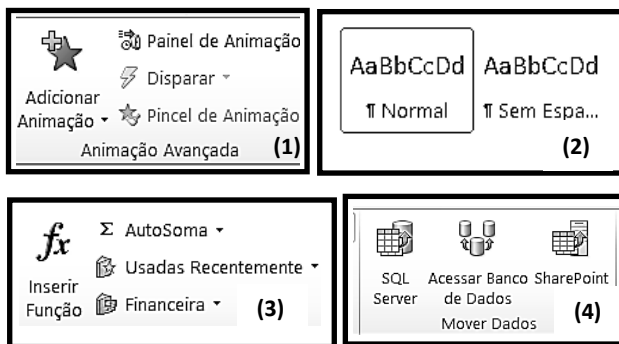 Adicionar
Animação
Painel de Animação
Disparar
Pincel de Animação
Animação Avançada
(1)
AaBbCcDd
¶ Normal
AaBbCcDd
¶ Sem Espa...
(2)
fx
Inserir
Função
Σ AutoSoma
Usadas Recentemente
Financeira
(3)
SQL
Server
Acessar Banco
de Dados
SharePoint
Mover Dados
(4)